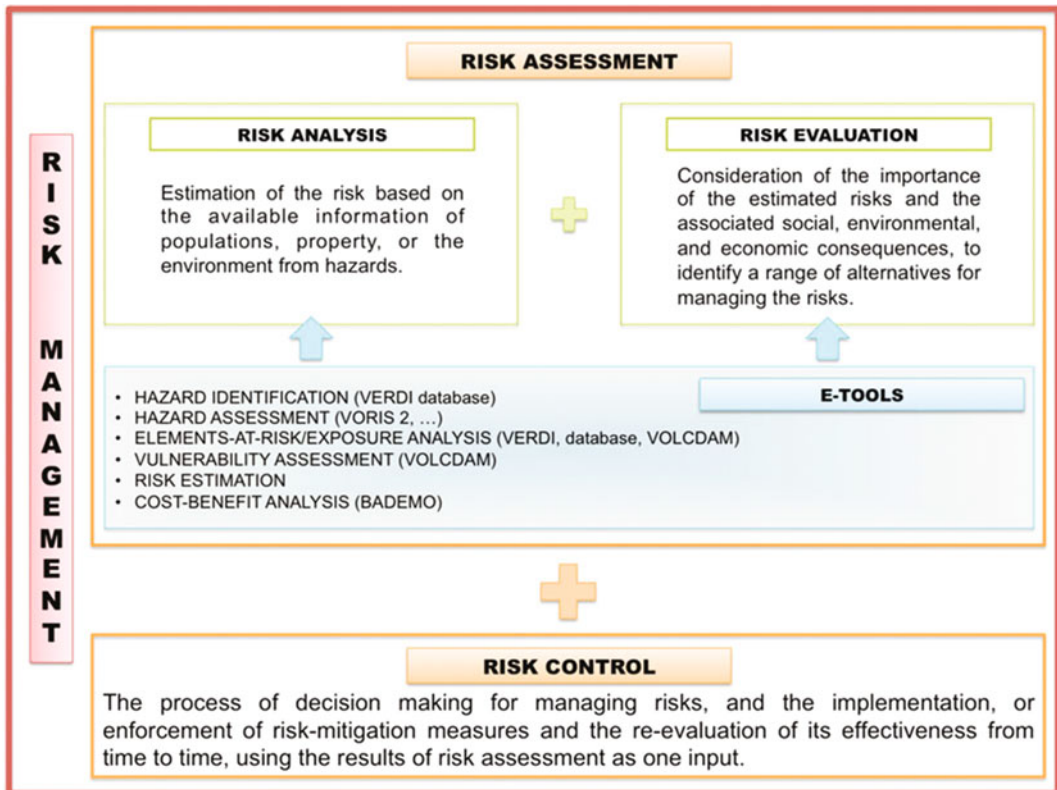 RISK MANAGEMENT
RISK ASSESSMENT
RISK ANALYSIS
Estimation of the risk based on
the available information of
populations, property, or the
environment from hazards.
RISK EVALUATION
Consideration of the importance
of the estimated risks and the
associated social, environmental,
and economic consequences, to
identify a range of alternatives for
managing the risks.
E-TOOLS
• HAZARD IDENTIFICATION (VERDI database)
• HAZARD ASSESSMENT (VORIS 2, ...)
• ELEMENTS-AT-RISK/EXPOSURE ANALYSIS (VERDI, database, VOLCDAM)
• VULNERABILITY ASSESSMENT (VOLCDAM)
• RISK ESTIMATION
• COST-BENEFIT ANALYSIS (BADEMO)
RISK CONTROL
The process of decision making for managing risks, and the implementation, or
enforcement of risk-mitigation measures and the re-evaluation of its effectiveness from
time to time, using the results of risk assessment as one input.